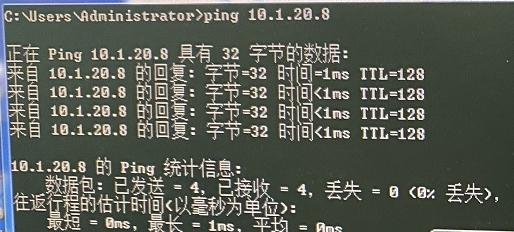 C:\Users\Administrator>ping 10.1.20.8
正在 Ping 10.1.20.8 具有 32 字节的数据:
来自 10.1.20.8 的回复: 字节=32 时间=1ms TTL=128
来自 10.1.20.8 的回复: 字节=32 时间<1ms TTL=128
来自 10.1.20.8 的回复: 字节=32 时间<1ms TTL=128
来自 10.1.20.8 的回复: 字节=32 时间<1ms TTL=128
10.1.20.8 的 Ping 统计信息:
数据包: 已发送 = 4, 已接收 = 4, 丢失 = 0 (0% 丢失),
往返行程的估计时间(以毫秒为单位):
最短 = 0ms, 最长 = 1ms, 平均 = 0ms